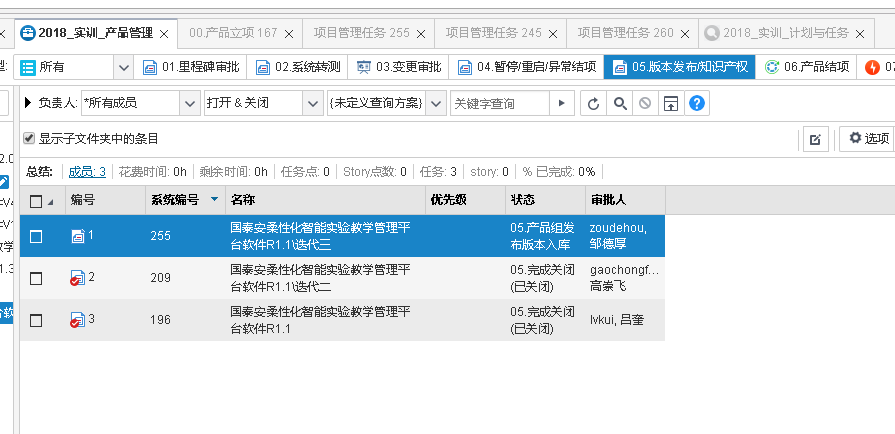 2018_实训_产品管理
00.产品立项 167
项目管理任务 255
项目管理任务 245
项目管理任务 260
2018_实训_计划与任务
型:
所有
01.里程碑审批
02.系统转测
03.变更审批
04.暂停/重启/异常结项
05.版本发布/知识产权
06.产品结项
07
负责人:
*所有成员
打开 & 关闭
{未定义查询方案}
关键字查询
显示子文件夹中的条目
选项
总结:
成员: 3
花费时间: 0h
剩余时间: 0h
任务点: 0
Story点数: 0
任务: 3
story: 0
% 已完成: 0%
编号
系统编号
名称
优先级
状态
审批人
1
255
国泰安柔性化智能实验教学管理平
台软件R1.1\迭代三
05.产品组发
布版本入库
zoudehou,
邹德厚
2
209
国泰安柔性化智能实验教学管理平
台软件R1.1\迭代二
05.完成关闭
(已关闭)
gaochongf...
高崇飞
3
196
国泰安柔性化智能实验教学管理平
台软件R1.1
05.完成关闭
(已关闭)
lvkui, 吕奎